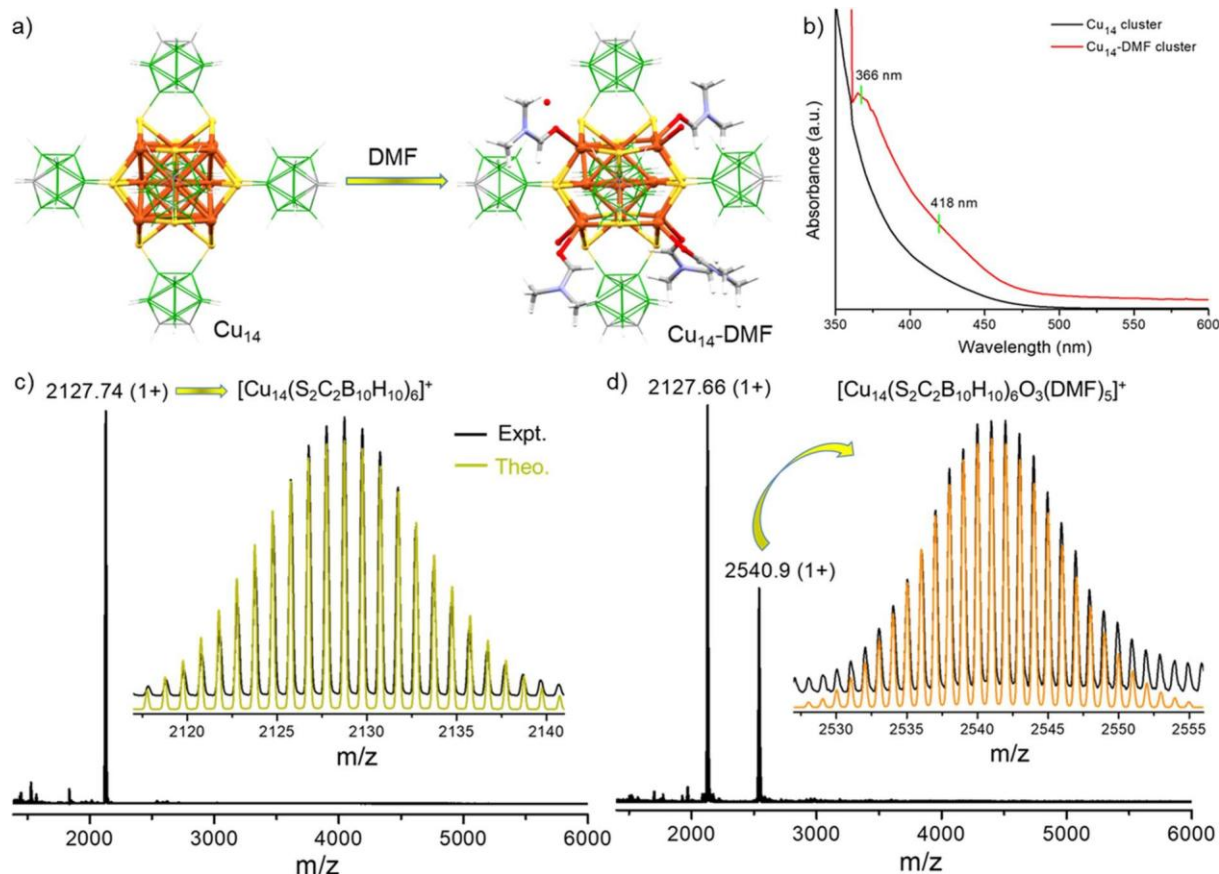 a)
DMF
Cu₁₄
Cu₁₄-DMF
b)
Cu₁₄ cluster
Cu₁₄-DMF cluster
366 nm
418 nm
Absorbance (a.u.)
350 400 450 500 550 600
Wavelength (nm)
c)
2127.74 (1+)
[Cu₁₄(S₂C₂B₁₀H₁₀)₆]⁺
Expt.
Theo.
2120 2125 2130 2135 2140
m/z
2000 3000 4000 5000 6000
m/z
d)
2127.66 (1+)
[Cu₁₄(S₂C₂B₁₀H₁₀)₆O₃(DMF)₅]⁺
2540.9 (1+)
2530 2535 2540 2545 2550 2556
m/z
2000 3000 4000 5000 6000
m/z